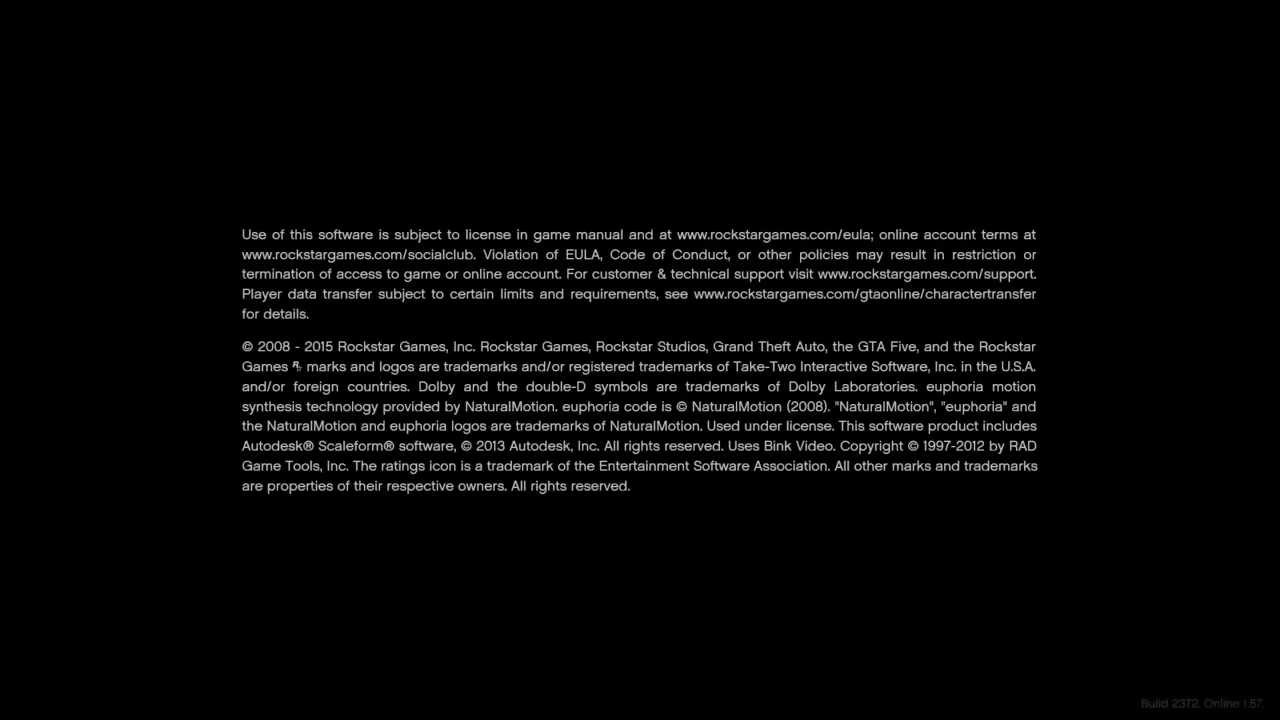 Use of this software is subject to license in game manual and at www.rockstargames.com/eula; online account terms at
www.rockstargames.com/socialclub. Violation of EULA, Code of Conduct, or other policies may result in restriction or
termination of access to game or online account. For customer & technical support visit www.rockstargames.com/support.
Player data transfer subject to certain limits and requirements, see www.rockstargames.com/gtaonline/charactertransfer
for details.
© 2008 - 2015 Rockstar Games, Inc. Rockstar Games, Rockstar Studios, Grand Theft Auto, the GTA Five, and the Rockstar
Games R* marks and logos are trademarks and/or registered trademarks of Take-Two Interactive Software, Inc. in the U.S.A.
and/or foreign countries. Dolby and the double-D symbols are trademarks of Dolby Laboratories. euphoria motion
synthesis technology provided by NaturalMotion. euphoria code is © NaturalMotion (2008). "NaturalMotion", "euphoria" and
the NaturalMotion and euphoria logos are trademarks of NaturalMotion. Used under license. This software product includes
Autodesk® Scaleform® software, © 2013 Autodesk, Inc. All rights reserved. Uses Bink Video. Copyright © 1997-2012 by RAD
Game Tools, Inc. The ratings icon is a trademark of the Entertainment Software Association. All other marks and trademarks
are properties of their respective owners. All rights reserved.
Build 2372. Online 1.57.